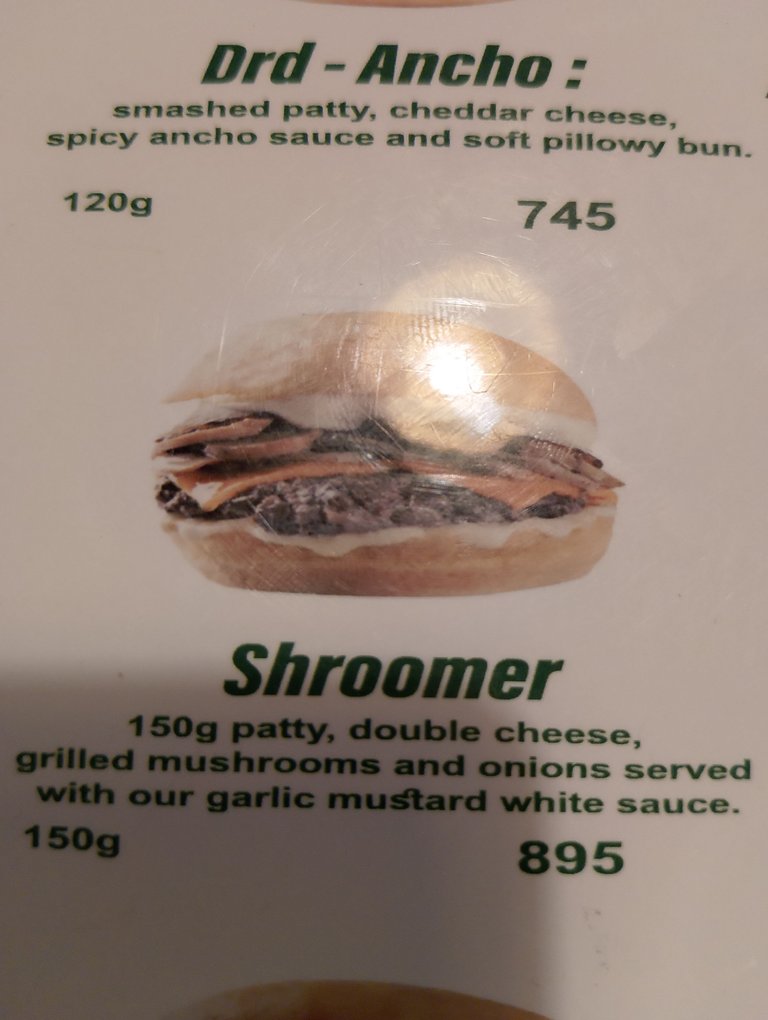 Drd - Ancho :
smashed patty, cheddar cheese,
spicy ancho sauce and soft pillowy bun.
120g 745
Shroomer
150g patty, double cheese,
grilled mushrooms and onions served
with our garlic mustard white sauce.
150g 895